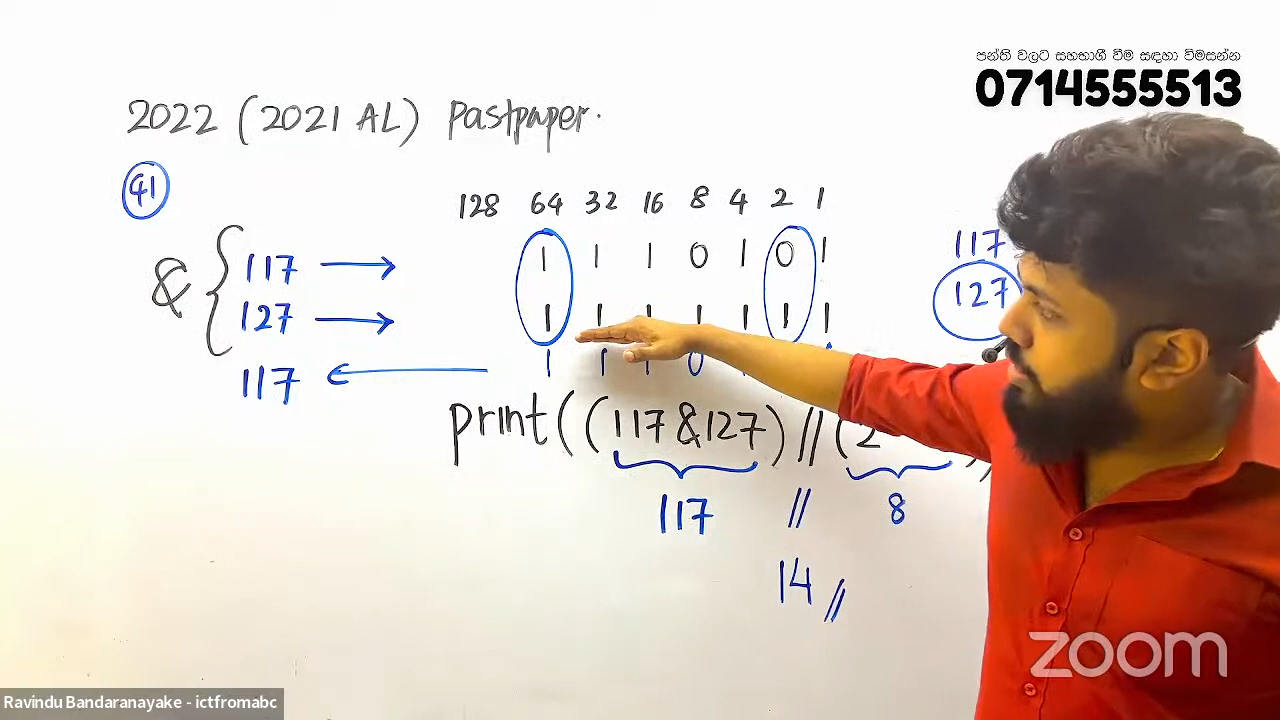 පන්ති වලට සහභාගී වීම සඳහා විමසන්න
0714555513
2022 (2021 AL) Pastpaper.
41
128 64 32 16 8 4 2 1
& { 117 → 1 1 1 0 1 0 1
127 → 1 1 1 1 1 1 1
117 ← 1 1 1 0
117
127
print((117 & 127) // (2
117 // 8
14 //
zoom
Ravindu Bandaranayake - ictfromabc